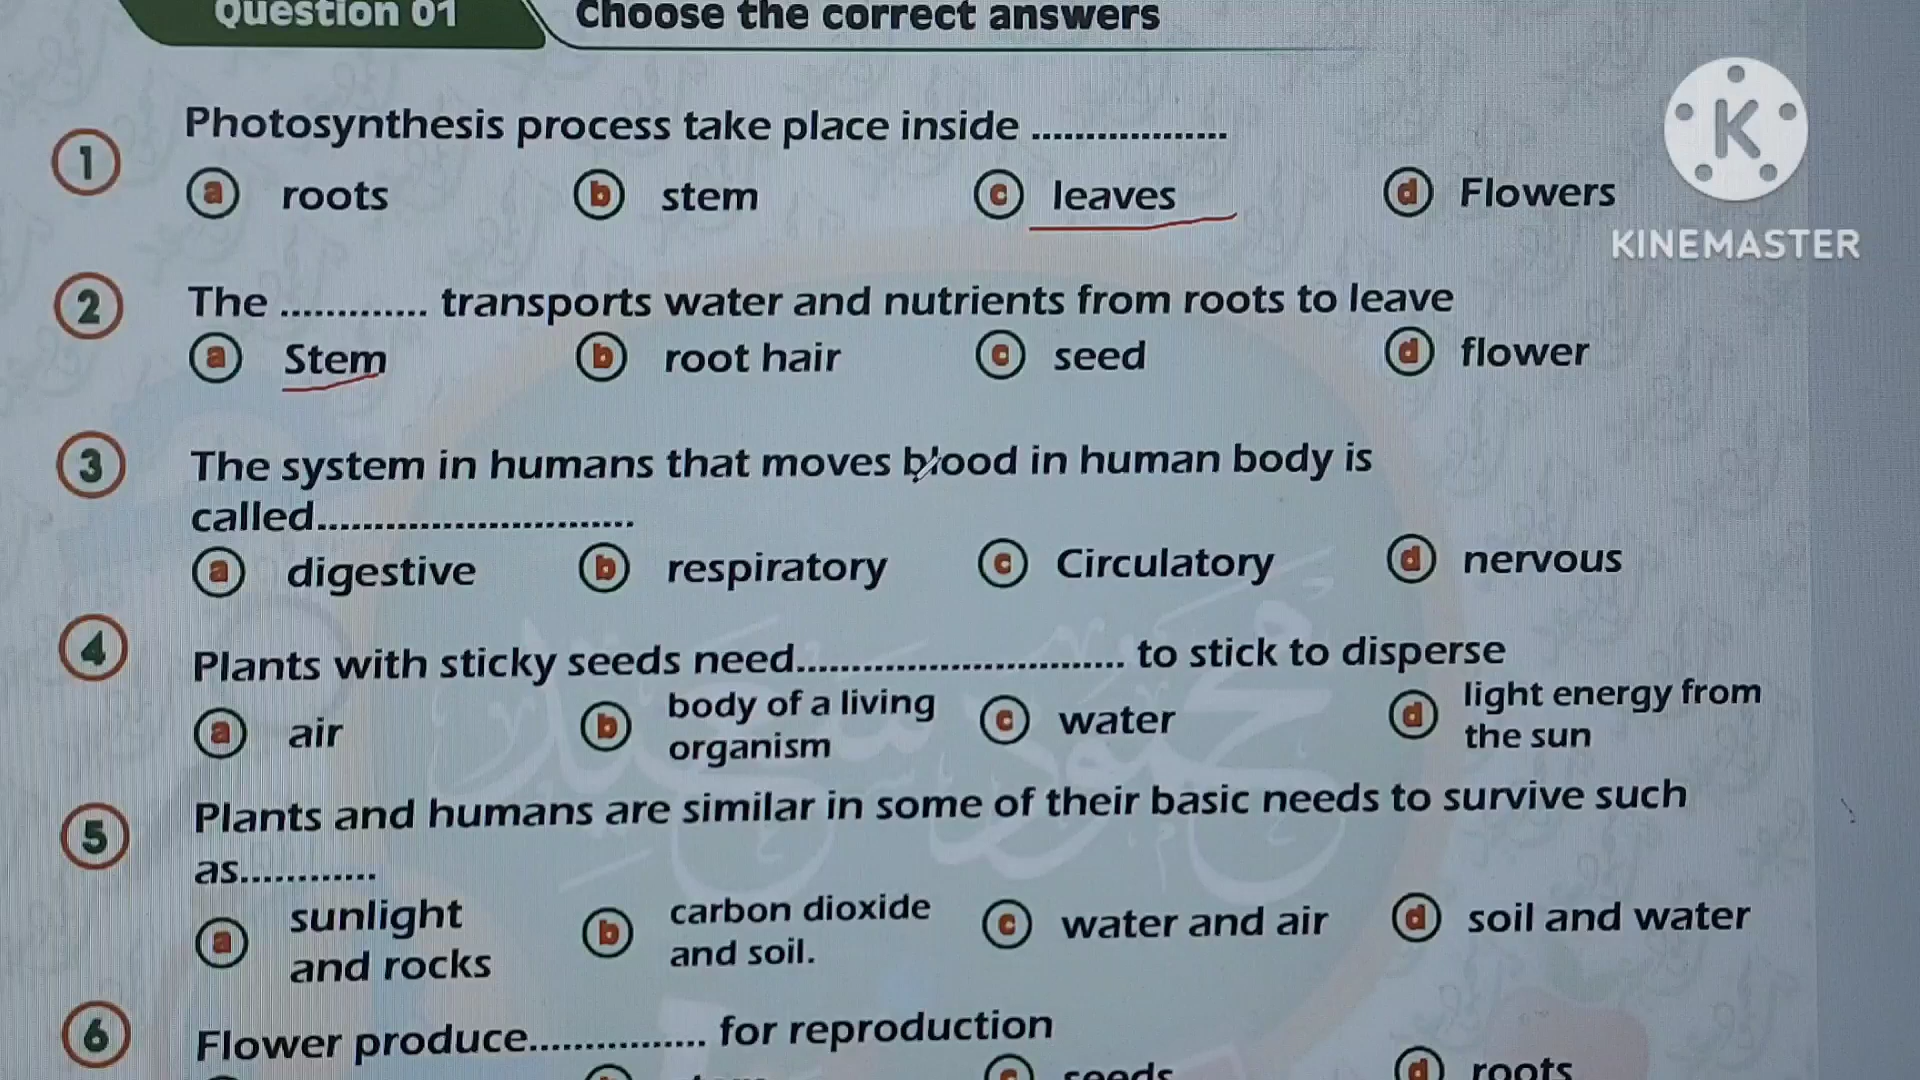 Question 01 Choose the correct answers
1 Photosynthesis process take place inside ..................
a roots b stem c leaves d Flowers
K
KINEMASTER
2 The ............. transports water and nutrients from roots to leave
a Stem b root hair c seed d flower
3 The system in humans that moves blood in human body is
called............................
a digestive b respiratory c Circulatory d nervous
4 Plants with sticky seeds need............................. to stick to disperse
a air b body of a living c water d light energy from
organism the sun
5 Plants and humans are similar in some of their basic needs to survive such
as............
a sunlight b carbon dioxide c water and air d soil and water
and rocks and soil.
6 Flower produce................ for reproduction
c seeds d roots
محمود سعيد